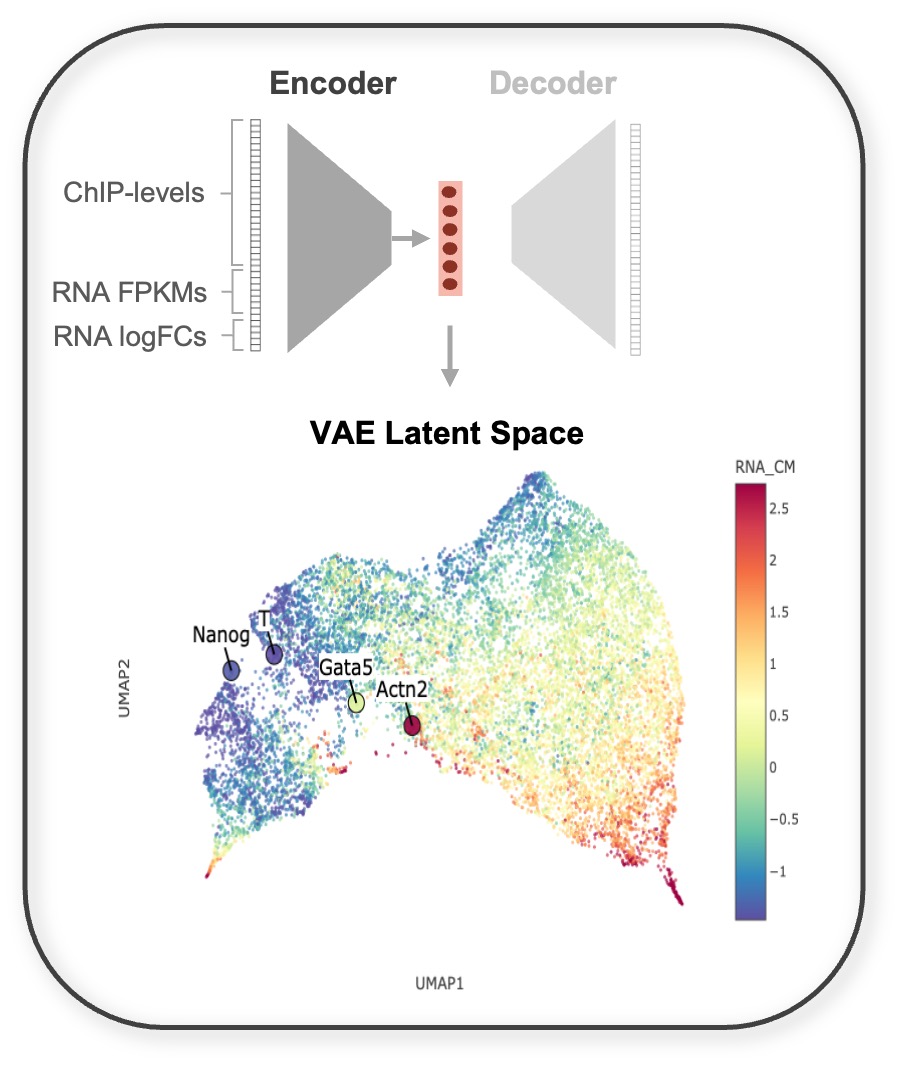 Encoder
Decoder
ChIP-levels
RNA FPKMs
RNA logFCs
VAE Latent Space
RNA_CM
2.5
2
1.5
1
0.5
0
−0.5
−1
Nanog
T
Gata5
Actn2
UMAP2
UMAP1